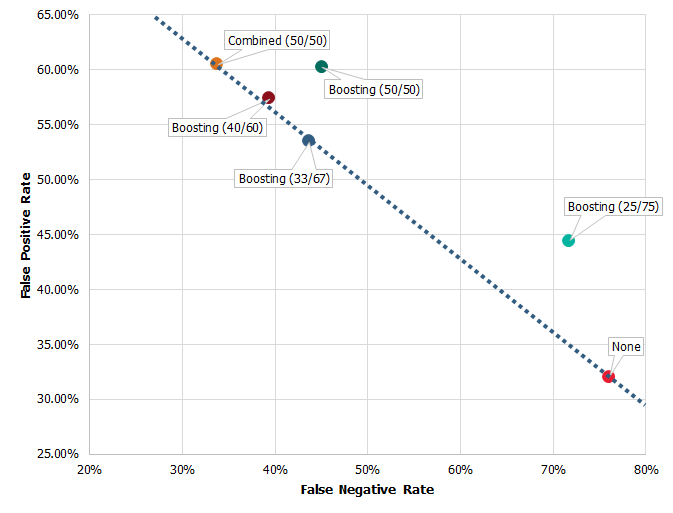 65.00%
60.00%
55.00%
50.00%
45.00%
40.00%
35.00%
30.00%
25.00%
False Positive Rate
Combined (50/50)
Boosting (50/50)
Boosting (40/60)
Boosting (33/67)
Boosting (25/75)
None
20%
30%
40%
50%
60%
70%
80%
False Negative Rate